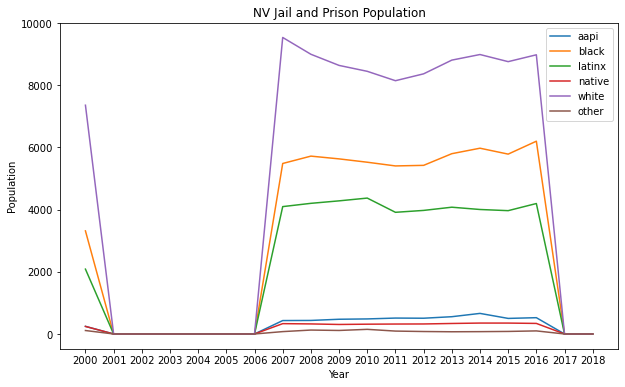 NV Jail and Prison Population
10000
8000
6000
4000
2000
0
Population
aapi
black
latinx
native
white
other
2000 2001 2002 2003 2004 2005 2006 2007 2008 2009 2010 2011 2012 2013 2014 2015 2016 2017 2018
Year